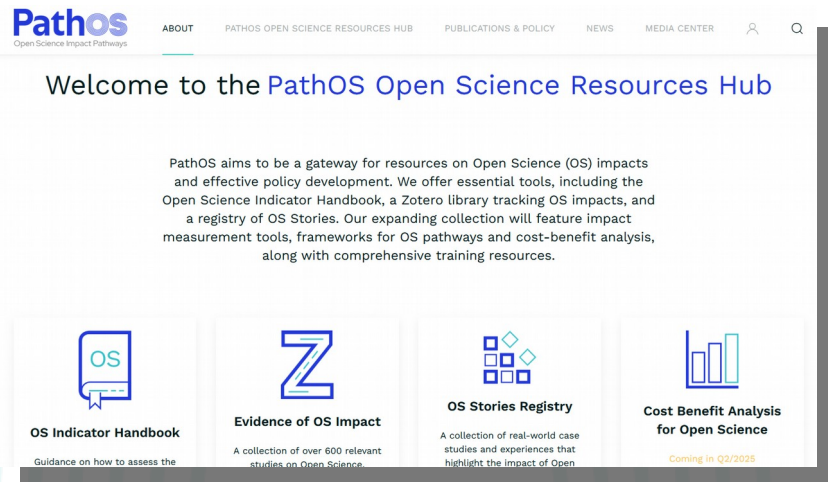 PathOS
Open Science Impact Pathways
ABOUT
PATHOS OPEN SCIENCE RESOURCES HUB
PUBLICATIONS & POLICY
NEWS
MEDIA CENTER
Welcome to the PathOS Open Science Resources Hub
PathOS aims to be a gateway for resources on Open Science (OS) impacts
and effective policy development. We offer essential tools, including the
Open Science Indicator Handbook, a Zotero library tracking OS impacts, and
a registry of OS Stories. Our expanding collection will feature impact
measurement tools, frameworks for OS pathways and cost-benefit analysis,
along with comprehensive training resources.
OS
OS Indicator Handbook
Guidance on how to assess the
Evidence of OS Impact
A collection of over 600 relevant
studies on Open Science.
OS Stories Registry
A collection of real-world case
studies and experiences that
highlight the impact of Open
Cost Benefit Analysis
for Open Science
Coming in Q2/2025